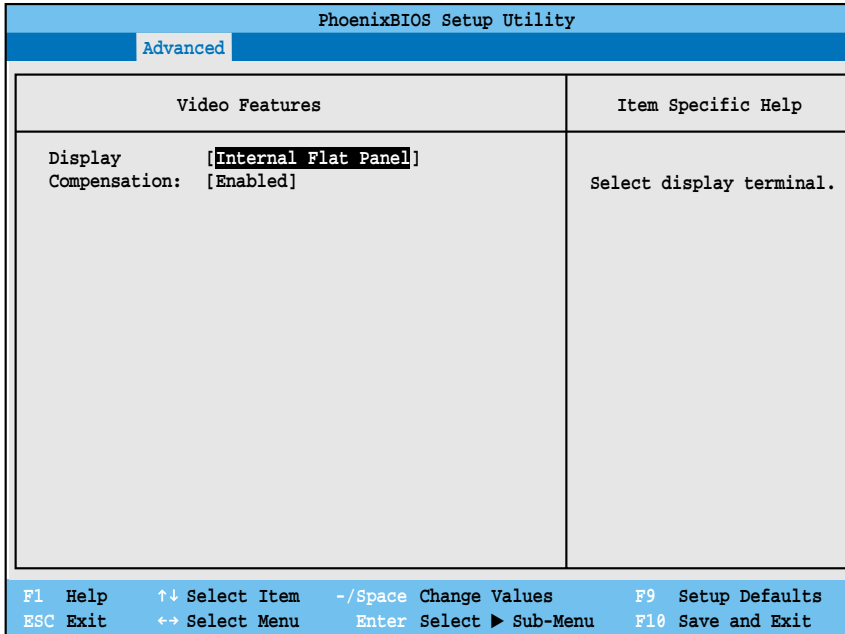 PhoenixBIOS Setup Utility
Advanced
Video Features
Item Specific Help
Display [Internal Flat Panel]
Compensation: [Enabled]
Select display terminal.
F1 Help ↑↓ Select Item -/Space Change Values F9 Setup Defaults
ESC Exit ←→ Select Menu Enter Select ▶ Sub-Menu F10 Save and Exit